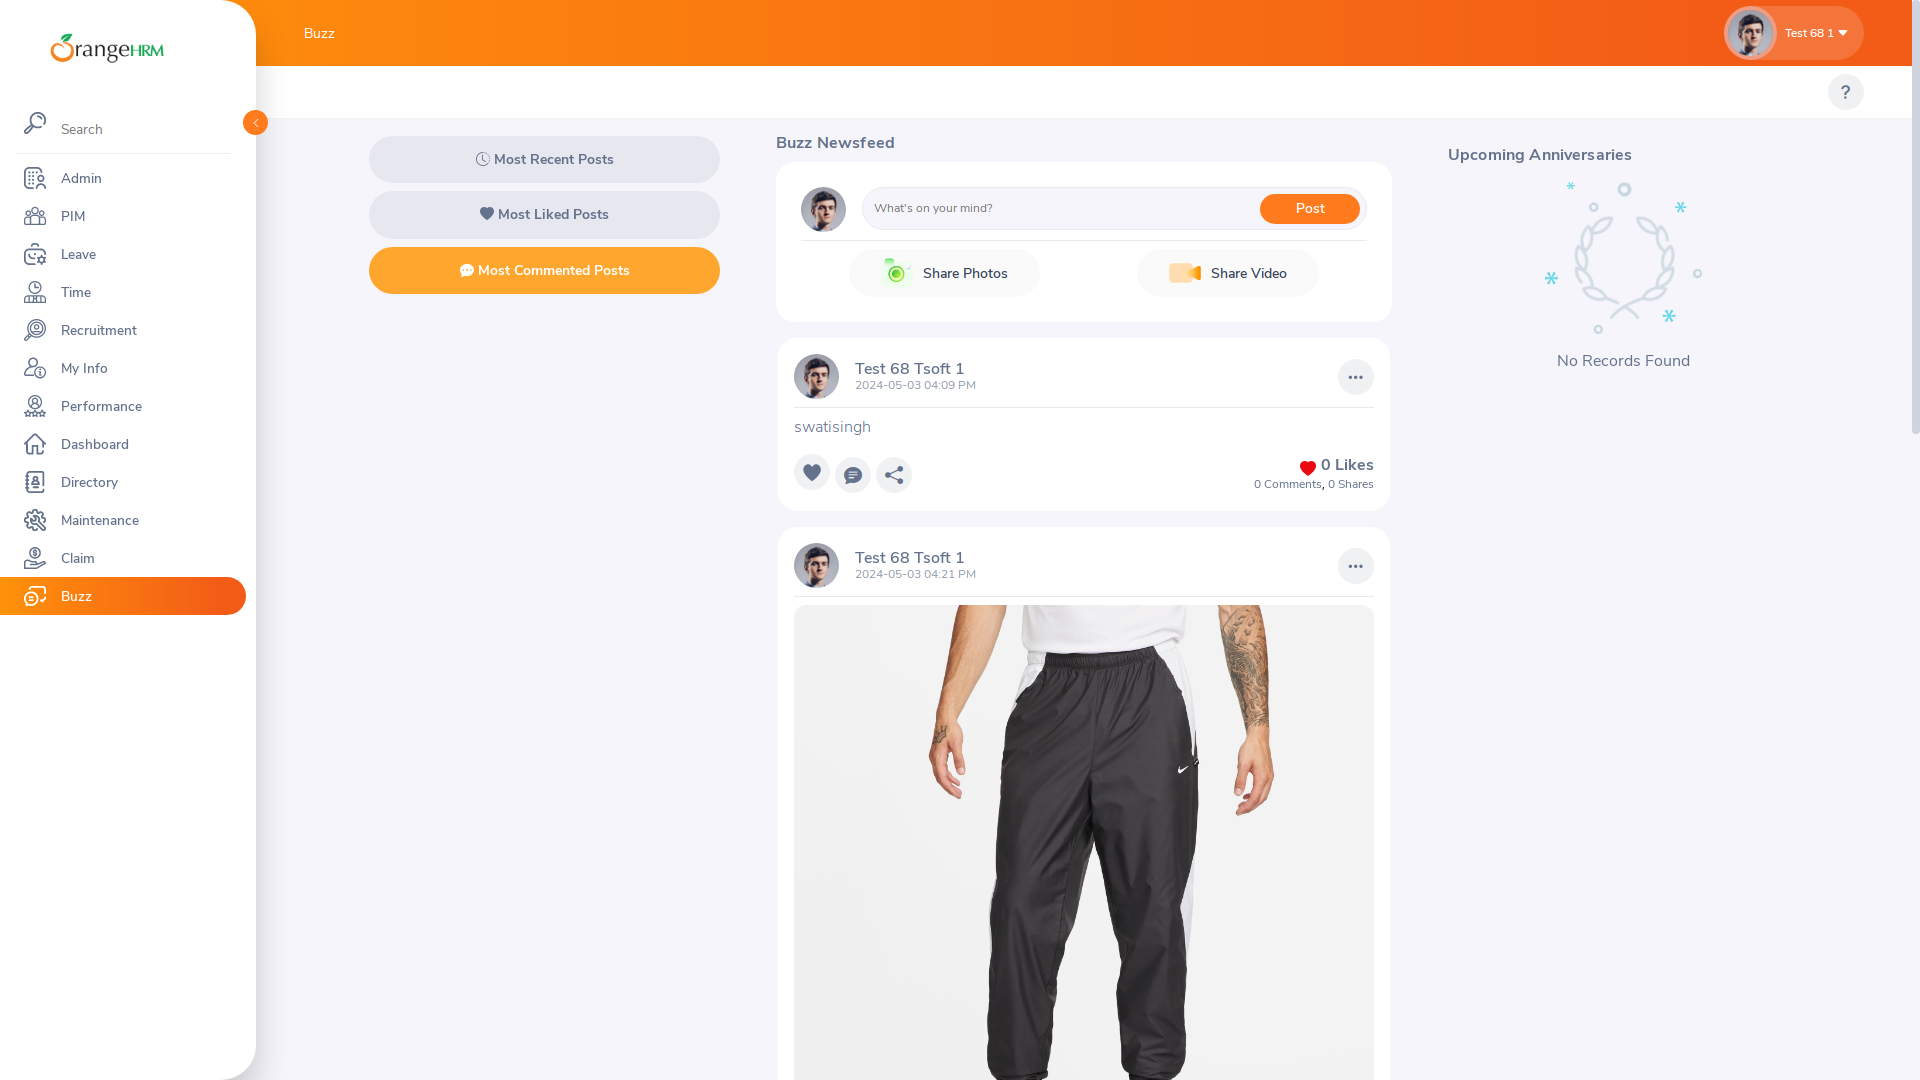 OrangeHRM
Search
Admin
PIM
Leave
Time
Recruitment
My Info
Performance
Dashboard
Directory
Maintenance
Claim
Buzz
Buzz
Test 68 1
?
Most Recent Posts
Most Liked Posts
Most Commented Posts
Buzz Newsfeed
What's on your mind?
Post
Share Photos
Share Video
Test 68 Tsoft 1
2024-05-03 04:09 PM
swatisingh
0 Likes
0 Comments, 0 Shares
Test 68 Tsoft 1
2024-05-03 04:21 PM
Upcoming Anniversaries
No Records Found